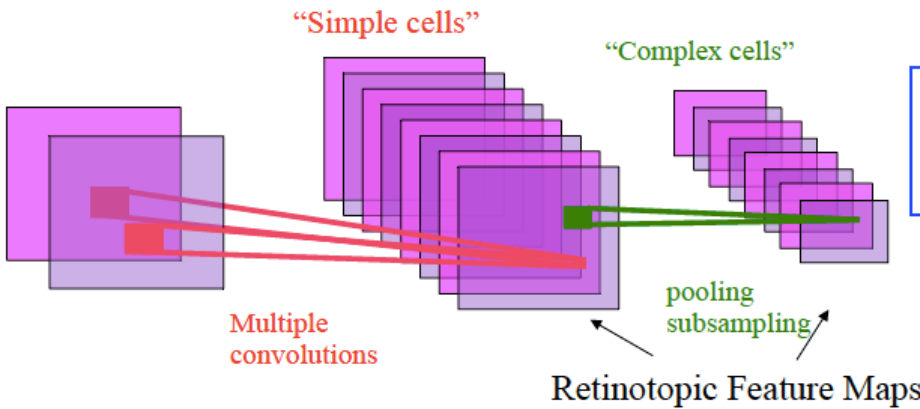 “Simple cells”
“Complex cells”
Multiple
convolutions
pooling
subsampling
Retinotopic Feature Maps